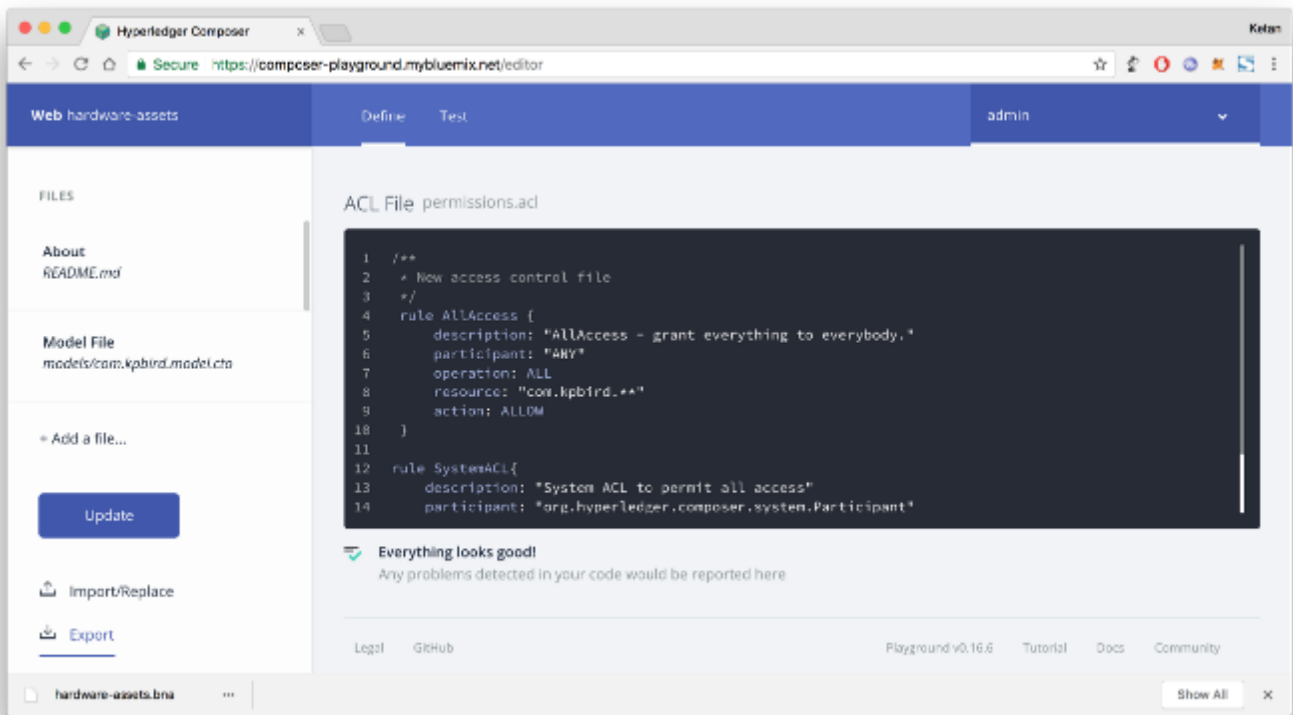 Hyperledger Composer
Ketan
Secure https://composer-playground.mybluemix.net/editor
Web hardware-assets
Define
Test
admin
FILES
About
README.md
Model File
models/com.kpbird.model.cto
+ Add a file...
Update
Import/Replace
Export
ACL File permissions.acl
1 /**
2 * New access control file
3 */
4 rule AllAccess {
5 description: "AllAccess - grant everything to everybody."
6 participant: "ANY"
7 operation: ALL
8 resource: "com.kpbird.**"
9 action: ALLOW
10 }
11
12 rule SystemACL{
13 description: "System ACL to permit all access"
14 participant: "org.hyperledger.composer.system.Participant"
Everything looks good!
Any problems detected in your code would be reported here
Legal GitHub Playground v0.16.6 Tutorial Docs Community
hardware-assets.bna ... Show All